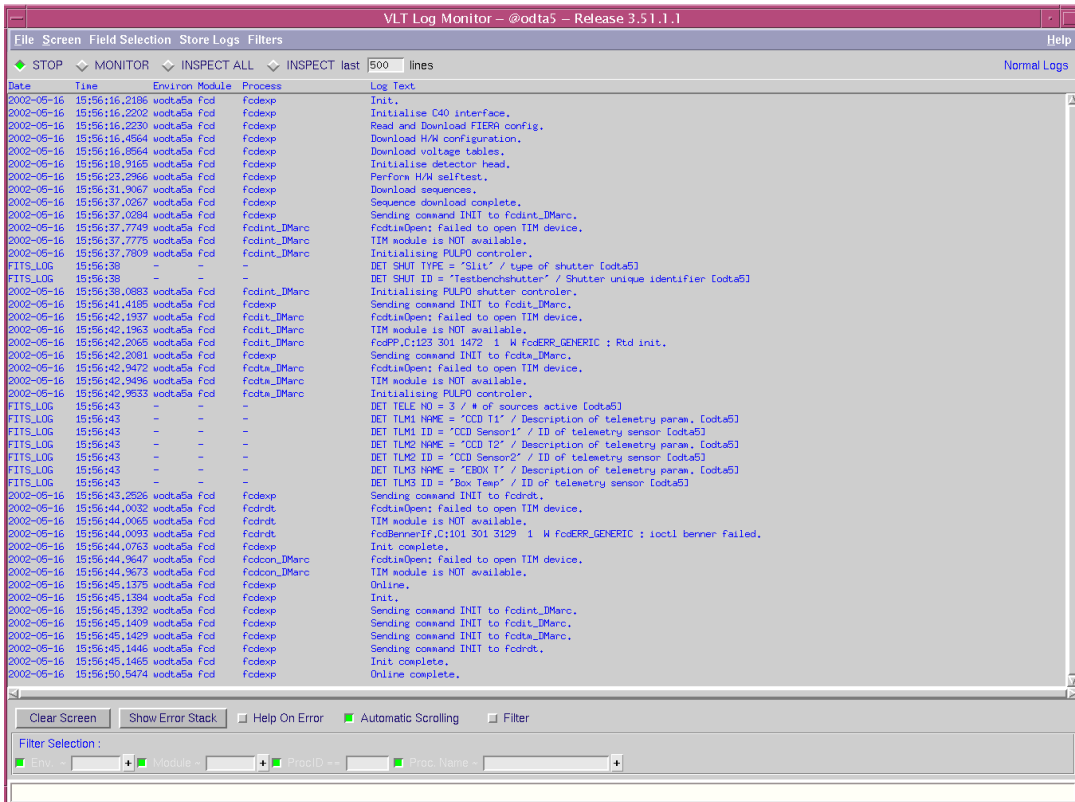 VLT Log Monitor – @odta5 – Release 3.51.1.1
File Screen Field Selection Store Logs Filters Help
STOP MONITOR INSPECT ALL INSPECT last 500 lines Normal Logs
Date Time Environ Module Process Log Text
2002-05-16 15:56:16.2186 wodta5a fcd fcdexp Init.
2002-05-16 15:56:16.2202 wodta5a fcd fcdexp Initialise C40 interface.
2002-05-16 15:56:16.2230 wodta5a fcd fcdexp Read and Download FIERA config.
2002-05-16 15:56:16.4564 wodta5a fcd fcdexp Download H/W configuration.
2002-05-16 15:56:16.8564 wodta5a fcd fcdexp Download voltage tables.
2002-05-16 15:56:18.9165 wodta5a fcd fcdexp Initialise detector head.
2002-05-16 15:56:23.2966 wodta5a fcd fcdexp Perform H/W selftest.
2002-05-16 15:56:31.9067 wodta5a fcd fcdexp Download sequences.
2002-05-16 15:56:37.0267 wodta5a fcd fcdexp Sequence download complete.
2002-05-16 15:56:37.0284 wodta5a fcd fcdexp Sending command INIT to fcdint_DMarc.
2002-05-16 15:56:37.7749 wodta5a fcd fcdint_DMarc fcdtimOpen: failed to open TIM device.
2002-05-16 15:56:37.7775 wodta5a fcd fcdint_DMarc TIM module is NOT available.
2002-05-16 15:56:37.7809 wodta5a fcd fcdint_DMarc Initialising PULPO controler.
FITS_LOG 15:56:38 - - - DET SHUT TYPE = "Slit" / type of shutter [odta5]
FITS_LOG 15:56:38 - - - DET SHUT ID = "Testbenchshutter" / Shutter unique identifier [odta5]
2002-05-16 15:56:38.0883 wodta5a fcd fcdint_DMarc Initialising PULPO shutter controler.
2002-05-16 15:56:41.4185 wodta5a fcd fcdexp Sending command INIT to fcdit_DMarc.
2002-05-16 15:56:42.1937 wodta5a fcd fcdit_DMarc fcdtimOpen: failed to open TIM device.
2002-05-16 15:56:42.1963 wodta5a fcd fcdit_DMarc TIM module is NOT available.
2002-05-16 15:56:42.2065 wodta5a fcd fcdit_DMarc fcdPP.C:123 301 1472 1 W fcdERR_GENERIC : Rtd init.
2002-05-16 15:56:42.2081 wodta5a fcd fcdexp Sending command INIT to fcdtm_DMarc.
2002-05-16 15:56:42.9472 wodta5a fcd fcdtm_DMarc fcdtimOpen: failed to open TIM device.
2002-05-16 15:56:42.9496 wodta5a fcd fcdtm_DMarc TIM module is NOT available.
2002-05-16 15:56:42.9533 wodta5a fcd fcdtm_DMarc Initialising PULPO controler.
FITS_LOG 15:56:43 - - - DET TELE NO = 3 / # of sources active [odta5]
FITS_LOG 15:56:43 - - - DET TLM1 NAME = "CCD T1" / Description of telemetry param. [odta5]
FITS_LOG 15:56:43 - - - DET TLM1 ID = "CCD Sensor1" / ID of telemetry sensor [odta5]
FITS_LOG 15:56:43 - - - DET TLM2 NAME = "CCD T2" / Description of telemetry param. [odta5]
FITS_LOG 15:56:43 - - - DET TLM2 ID = "CCD Sensor2" / ID of telemetry sensor [odta5]
FITS_LOG 15:56:43 - - - DET TLM3 NAME = "EBOX T" / Description of telemetry param. [odta5]
FITS_LOG 15:56:43 - - - DET TLM3 ID = "Box Temp" / ID of telemetry sensor [odta5]
2002-05-16 15:56:43.2526 wodta5a fcd fcdexp Sending command INIT to fcdrdt.
2002-05-16 15:56:44.0032 wodta5a fcd fcdrdt fcdtimOpen: failed to open TIM device.
2002-05-16 15:56:44.0065 wodta5a fcd fcdrdt TIM module is NOT available.
2002-05-16 15:56:44.0093 wodta5a fcd fcdrdt fcdBennerIf.C:101 301 3129 1 W fcdERR_GENERIC : ioctl benner failed.
2002-05-16 15:56:44.0763 wodta5a fcd fcdexp Init complete.
2002-05-16 15:56:44.9647 wodta5a fcd fcdcon_DMarc fcdtimOpen: failed to open TIM device.
2002-05-16 15:56:44.9673 wodta5a fcd fcdcon_DMarc TIM module is NOT available.
2002-05-16 15:56:45.1375 wodta5a fcd fcdexp Online.
2002-05-16 15:56:45.1384 wodta5a fcd fcdexp Init.
2002-05-16 15:56:45.1392 wodta5a fcd fcdexp Sending command INIT to fcdint_DMarc.
2002-05-16 15:56:45.1409 wodta5a fcd fcdexp Sending command INIT to fcdit_DMarc.
2002-05-16 15:56:45.1429 wodta5a fcd fcdexp Sending command INIT to fcdtm_DMarc.
2002-05-16 15:56:45.1446 wodta5a fcd fcdexp Sending command INIT to fcdrdt.
2002-05-16 15:56:45.1465 wodta5a fcd fcdexp Init complete.
2002-05-16 15:56:50.5474 wodta5a fcd fcdexp Online complete.
Clear Screen Show Error Stack Help On Error Automatic Scrolling Filter
Filter Selection :
Env. ~ + Module ~ + ProcID == Proc. Name ~ +